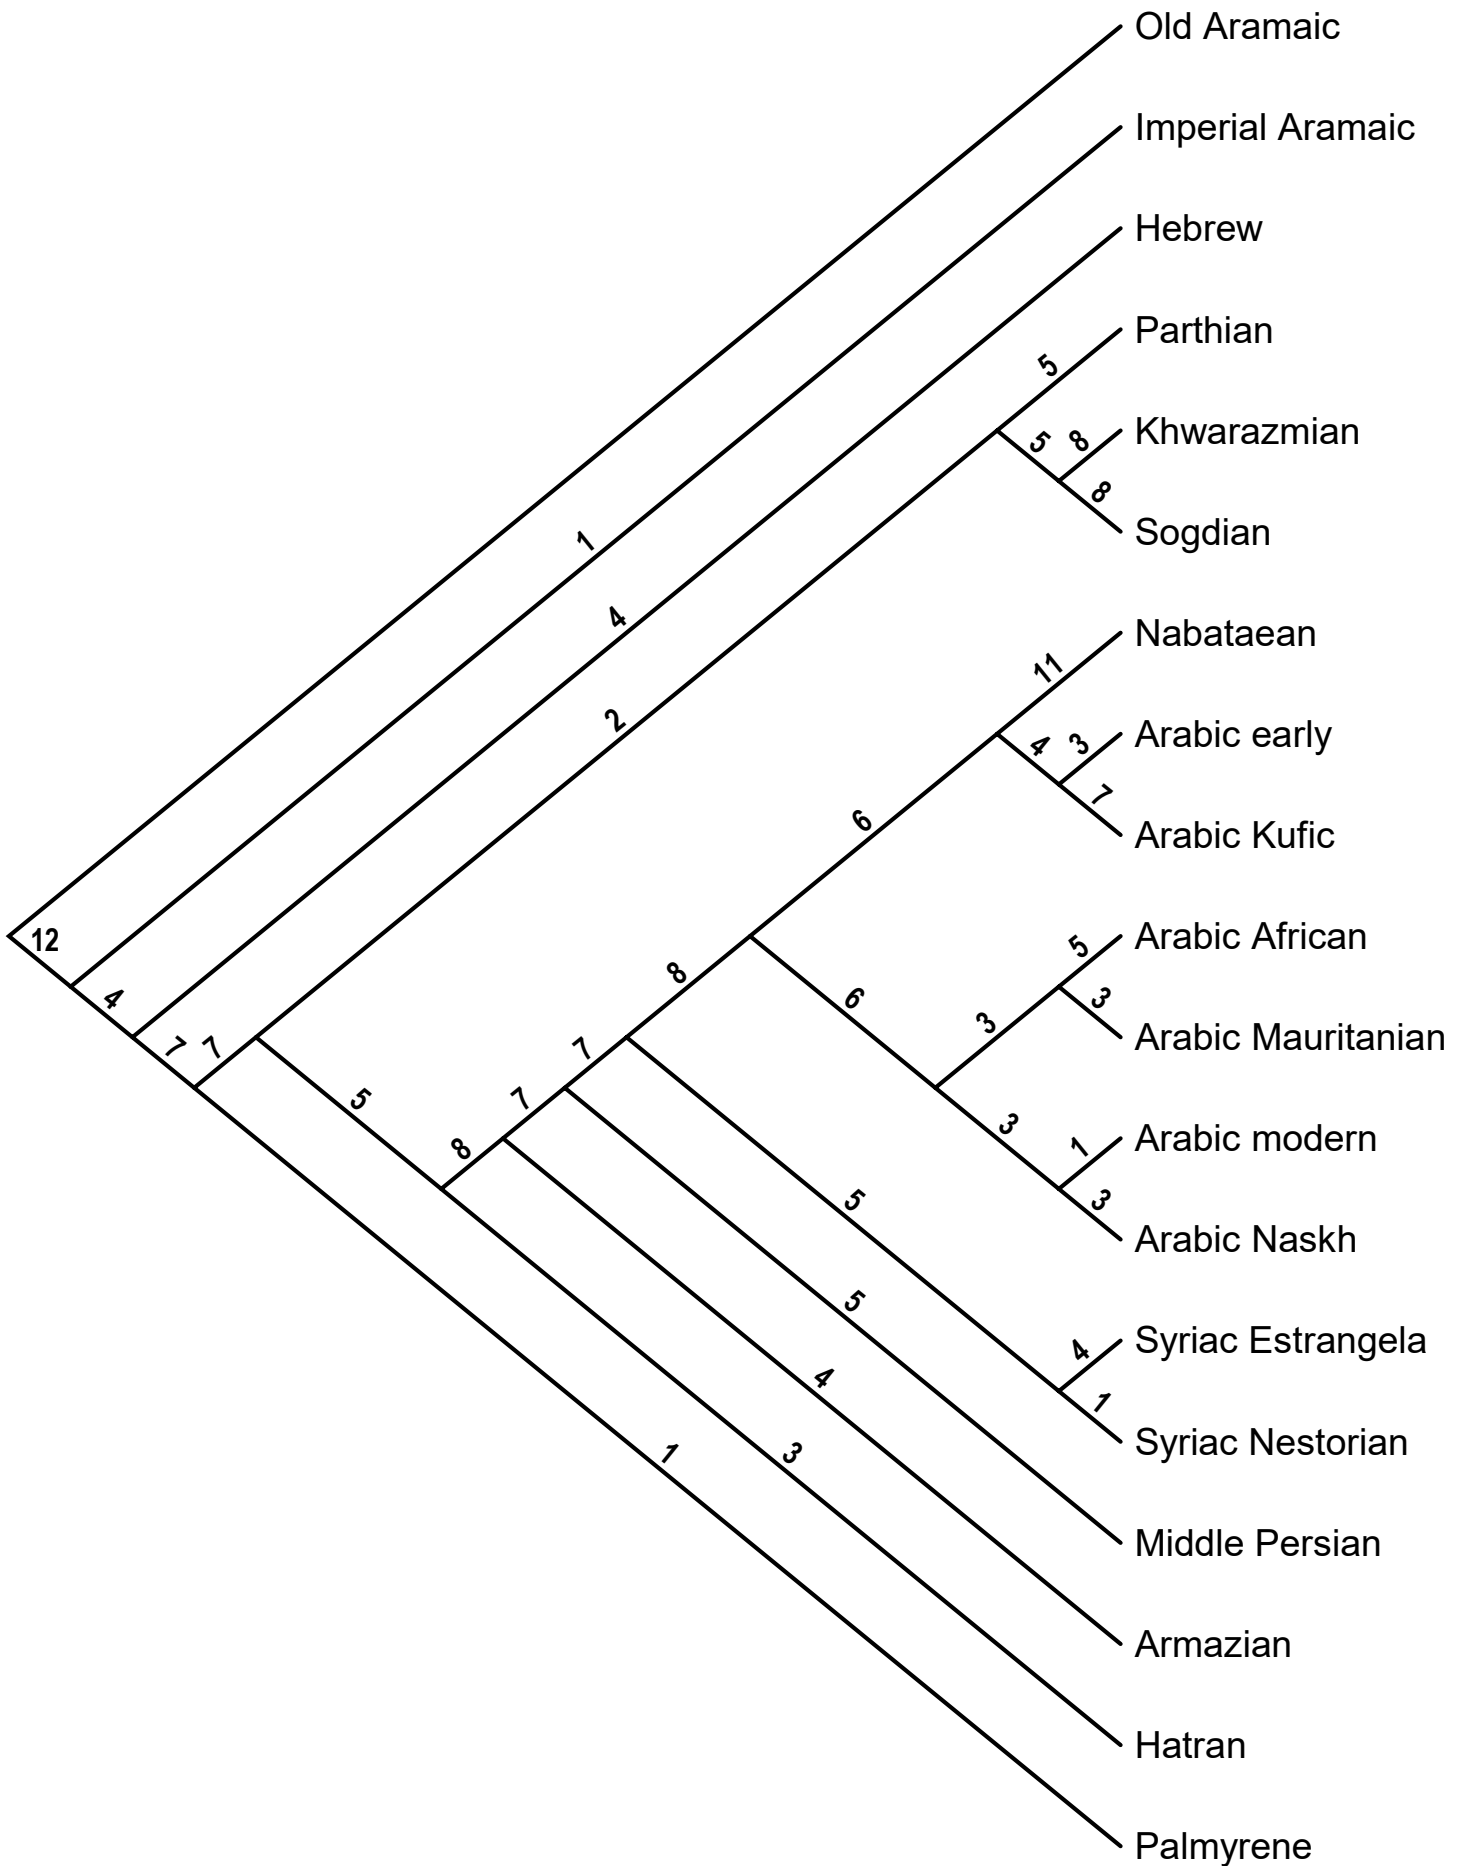 Old Aramaic
Imperial Aramaic
Hebrew
Parthian
5
Khwarazmian
5 8
8
Sogdian
1
4
Nabataean
11
2
Arabic early
4 3
7
6
Arabic Kufic
12
Arabic African
5
8
6
3
3
Arabic Mauritanian
4
7 7
7
5
7
8
3
1
Arabic modern
3
5
Arabic Naskh
5
4
Syriac Estrangela
4
1
1
3
Syriac Nestorian
Middle Persian
Armazian
Hatran
Palmyrene